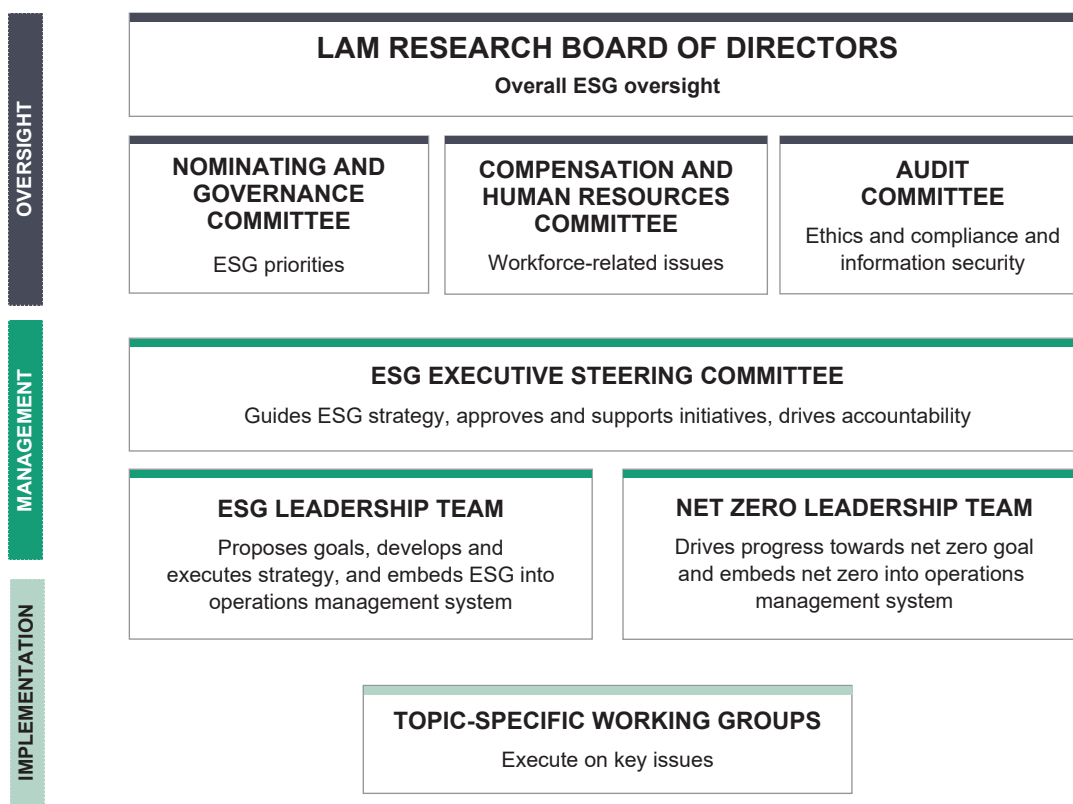 OVERSIGHT
LAM RESEARCH BOARD OF DIRECTORS
Overall ESG oversight
NOMINATING AND
GOVERNANCE
COMMITTEE
ESG priorities
COMPENSATION AND
HUMAN RESOURCES
COMMITTEE
Workforce-related issues
AUDIT
COMMITTEE
Ethics and compliance and
information security
MANAGEMENT
ESG EXECUTIVE STEERING COMMITTEE
Guides ESG strategy, approves and supports initiatives, drives accountability
ESG LEADERSHIP TEAM
Proposes goals, develops and
executes strategy, and embeds ESG into
operations management system
NET ZERO LEADERSHIP TEAM
Drives progress towards net zero goal
and embeds net zero into operations
management system
IMPLEMENTATION
TOPIC-SPECIFIC WORKING GROUPS
Execute on key issues